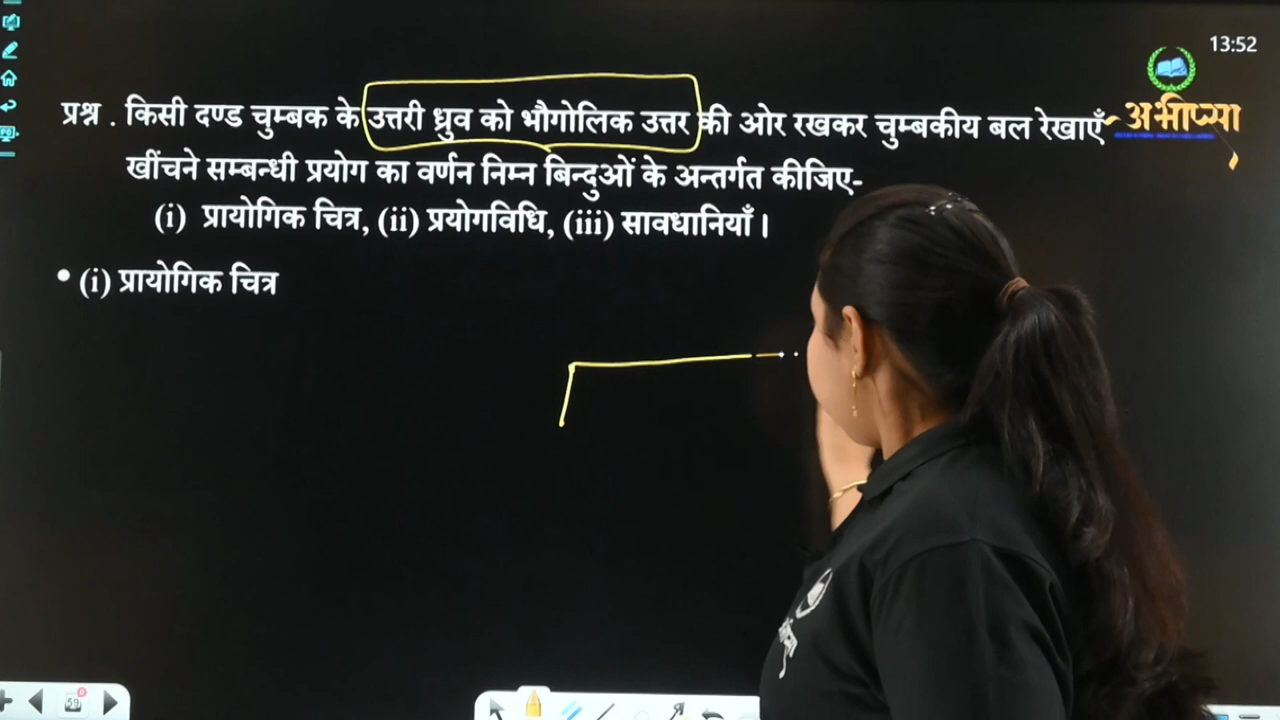 13:52
अभीप्सा
प्रश्न . किसी दण्ड चुम्बक के उत्तरी ध्रुव को भौगोलिक उत्तर की ओर रखकर चुम्बकीय बल रेखाएँ
खींचने सम्बन्धी प्रयोग का वर्णन निम्न बिन्दुओं के अन्तर्गत कीजिए-
(i) प्रायोगिक चित्र, (ii) प्रयोगविधि, (iii) सावधानियाँ ।
• (i) प्रायोगिक चित्र
59